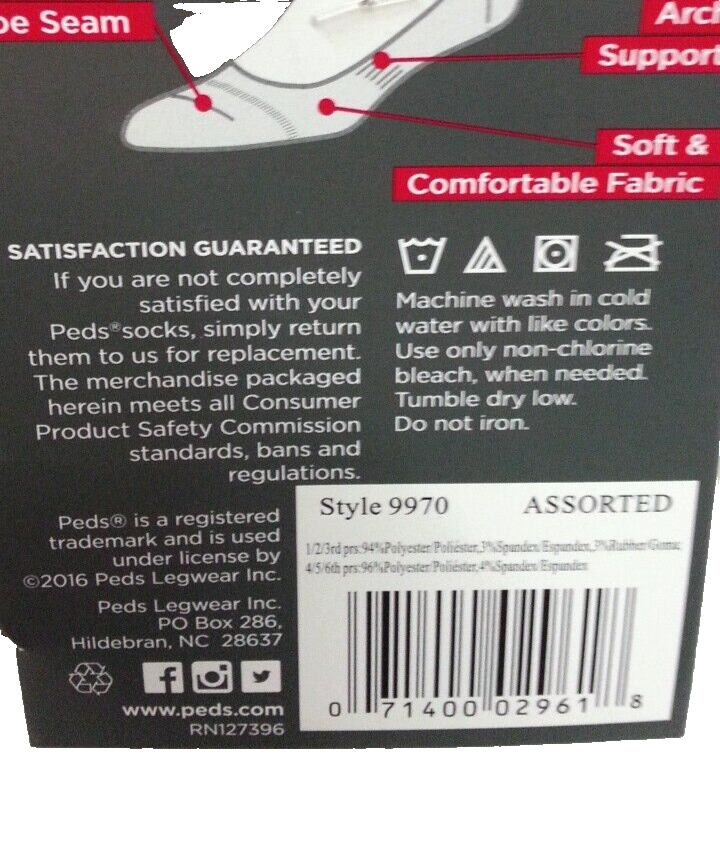 oe Seam
Arch
Support
Soft &
Comfortable Fabric
SATISFACTION GUARANTEED
If you are not completely
satisfied with your
Peds® socks, simply return
them to us for replacement.
The merchandise packaged
herein meets all Consumer
Product Safety Commission
standards, bans and
regulations.
Machine wash in cold
water with like colors.
Use only non-chlorine
bleach, when needed.
Tumble dry low.
Do not iron.
Peds® is a registered
trademark and is used
under license by
©2016 Peds Legwear Inc.
Peds Legwear Inc.
PO Box 286,
Hildebran, NC 28637
www.peds.com
RN127396
Style 9970 ASSORTED
1/2/3rd prs:94%Polyester/Poliéster,3%Spandex/Espandex,3%Rubber/Goma;
4/5/6th prs:96%Polyester/Poliéster,4%Spandex/Espandex
0 71400 02961 8